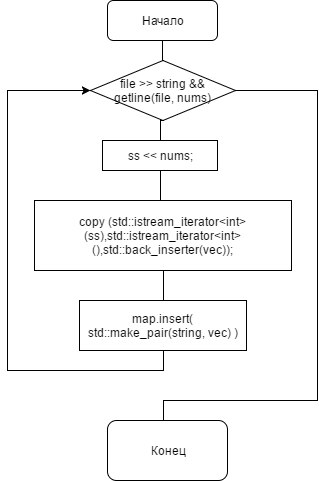 Начало
file >> string &&
getline(file, nums)
ss << nums;
copy (std::istream_iterator<int>
(ss),std::istream_iterator<int>
(),std::back_inserter(vec));
map.insert(
std::make_pair(string, vec) )
Конец